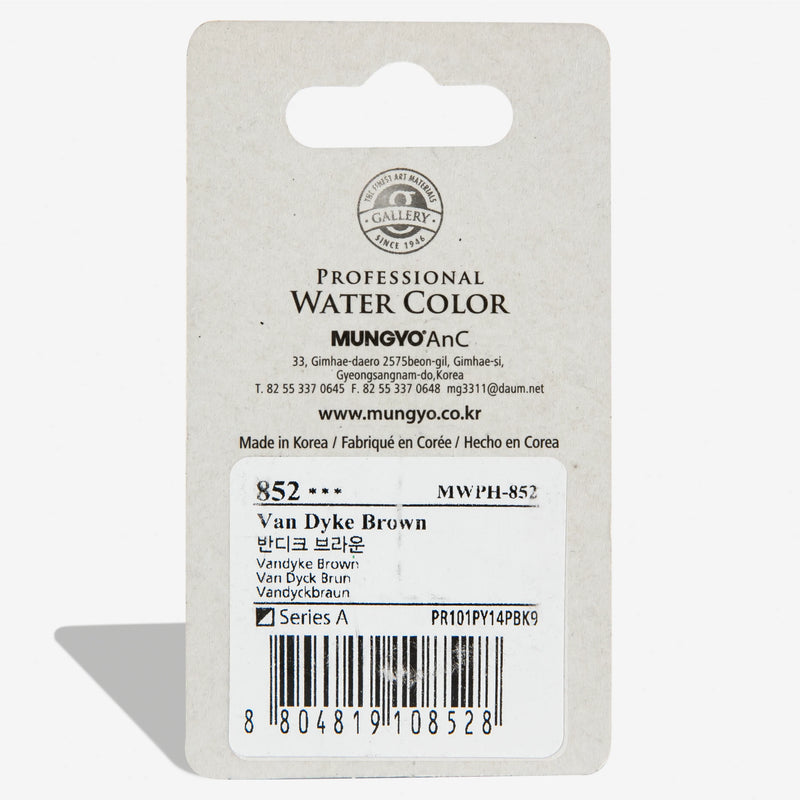 THE FINEST ART MATERIALS
g
GALLERY
SINCE 1946
PROFESSIONAL
WATER COLOR
MUNGYO® AnC
33, Gimhae-daero 2575beon-gil, Gimhae-si,
Gyeongsangnam-do,Korea
T. 82 55 337 0645 F. 82 55 337 0648 mg3311@daum.net
www.mungyo.co.kr
Made in Korea / Fabriqué en Corée / Hecho en Corea
852 *** MWPH-852
Van Dyke Brown
반디크 브라운
Vandyke Brown
Van Dyck Brun
Vandyckbraun
Series A PR101PY14PBK9
8 804819 108528